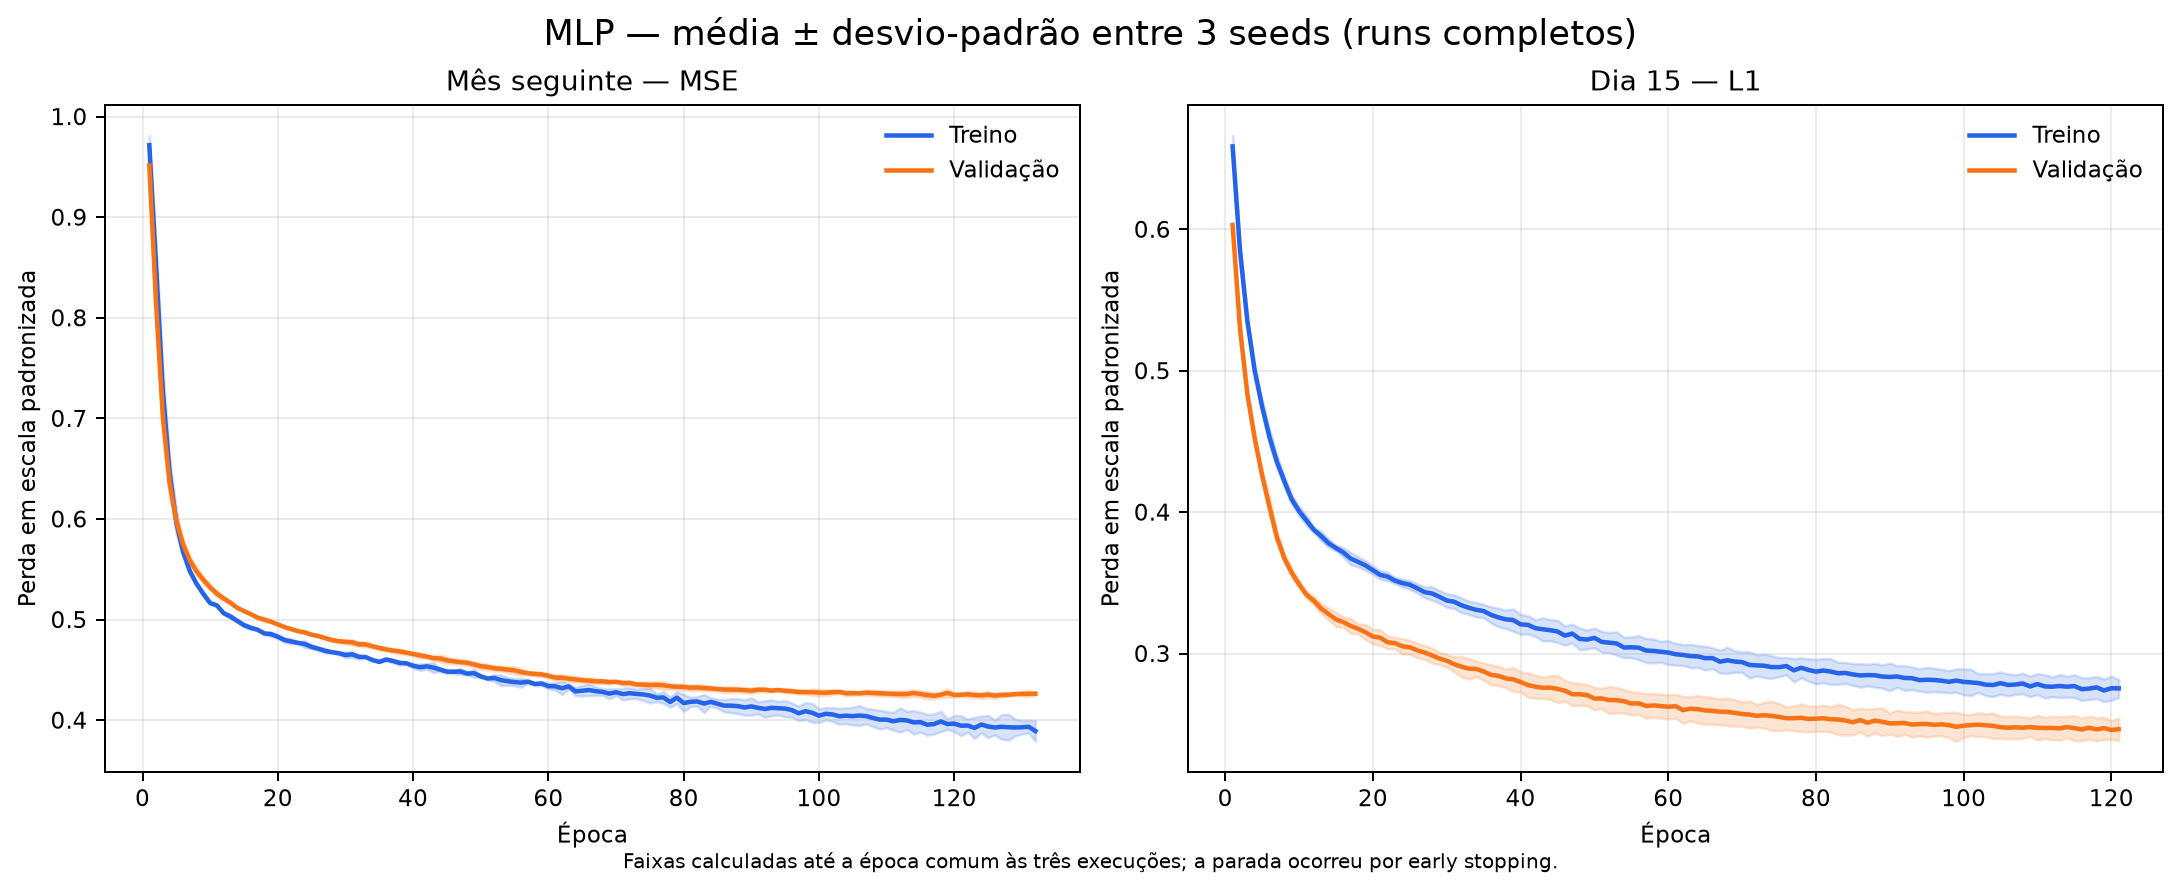 MLP — média ± desvio-padrão entre 3 seeds (runs completos)
Mês seguinte — MSE
Perda em escala padronizada
1.0
0.9
0.8
0.7
0.6
0.5
0.4
Treino
Validação
0 20 40 60 80 100 120
Época
Dia 15 — L1
Perda em escala padronizada
0.6
0.5
0.4
0.3
Treino
Validação
0 20 40 60 80 100 120
Época
Faixas calculadas até a época comum às três execuções; a parada ocorreu por early stopping.